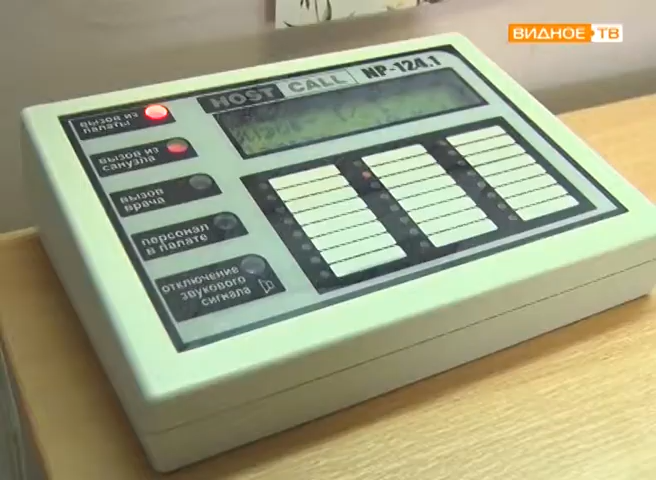 ВИДНОЕ ТВ
HOST CALL NP-124.1
вызов из
палаты
вызов из
санузла
вызов
врача
персонал
в палате
отключение
звукового
сигнала